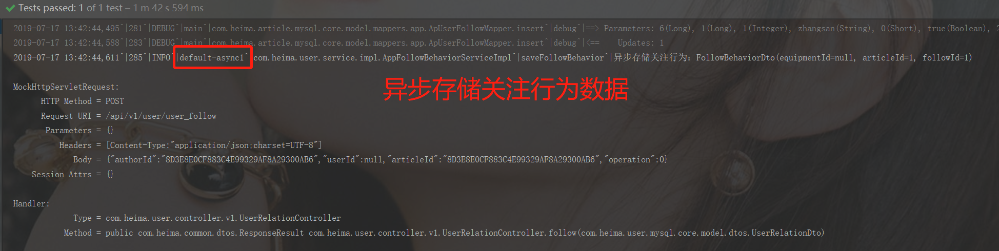 Tests passed: 1 of 1 test – 1 m 42 s 594 ms
2019-07-17 13:42:44,495^|281^|DEBUG^|main^|com.heima.article.mysql.core.model.mappers.app.ApUserFollowMapper.insert^|debug^|==> Parameters: 6(Long), 1(Long), 1(Integer), zhangsan(String), 0(Short), true(Boolean), 2
2019-07-17 13:42:44,588^|283^|DEBUG^|main^|com.heima.article.mysql.core.model.mappers.app.ApUserFollowMapper.insert^|debug^|<==    Updates: 1
2019-07-17 13:42:44,611^|285^|INFO^|default-async1^|com.heima.user.service.impl.AppFollowBehaviorServiceImpl^|saveFollowBehavior^|异步存储关注行为: FollowBehaviorDto(equipmentId=null, articleId=1, followId=1)
异步存储关注行为数据
MockHttpServletRequest:
HTTP Method = POST
Request URI = /api/v1/user/user_follow
Parameters = {}
Headers = [Content-Type:"application/json;charset=UTF-8"]
Body = {"authorId":"8D3E8E0CF883C4E99329AF8A29300AB6","userId":null,"articleId":"8D3E8E0CF883C4E99329AF8A29300AB6","operation":0}
Session Attrs = {}
Handler:
Type = com.heima.user.controller.v1.UserRelationController
Method = public com.heima.common.dtos.ResponseResult com.heima.user.controller.v1.UserRelationController.follow(com.heima.user.mysql.core.model.dtos.UserRelationDto)